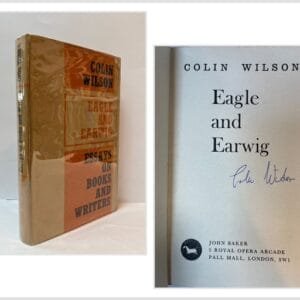 COLIN
WILSON
EAGLE
AND
EARWIG
ESSAYS
ON
BOOKS
AND
WRITERS
COLIN WILSON
Eagle
and
Earwig
Colin Wilson
JOHN BAKER
5 ROYAL OPERA ARCADE
PALL MALL, LONDON, SW1